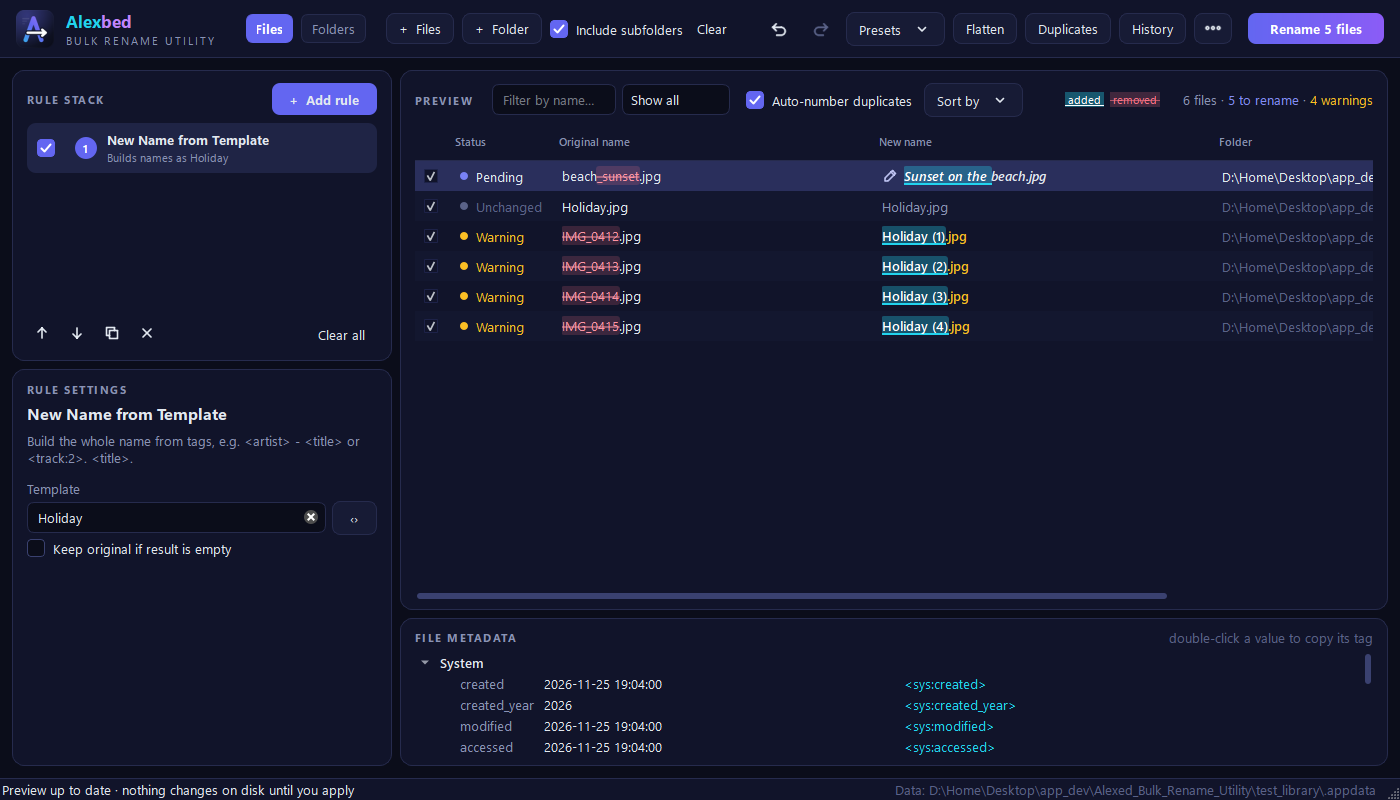 Alexbed
BULK RENAME UTILITY
Files Folders + Files + Folder Include subfolders Clear Presets Flatten Duplicates History ••• Rename 5 files
RULE STACK + Add rule
1 New Name from Template
Builds names as Holiday
Clear all
RULE SETTINGS
New Name from Template
Build the whole name from tags, e.g. <artist> - <title> or
<track:2>. <title>.
Template
Holiday ‹›
Keep original if result is empty
PREVIEW Filter by name... Show all Auto-number duplicates Sort by added removed 6 files · 5 to rename · 4 warnings
Status Original name New name Folder
Pending beach_sunset.jpg Sunset on the beach.jpg D:\Home\Desktop\app_de
Unchanged Holiday.jpg Holiday.jpg D:\Home\Desktop\app_de
Warning IMG_0412.jpg Holiday (1).jpg D:\Home\Desktop\app_de
Warning IMG_0413.jpg Holiday (2).jpg D:\Home\Desktop\app_de
Warning IMG_0414.jpg Holiday (3).jpg D:\Home\Desktop\app_de
Warning IMG_0415.jpg Holiday (4).jpg D:\Home\Desktop\app_de
FILE METADATA double-click a value to copy its tag
System
created 2026-11-25 19:04:00 <sys:created>
created_year 2026 <sys:created_year>
modified 2026-11-25 19:04:00 <sys:modified>
accessed 2026-11-25 19:04:00 <sys:accessed>
Preview up to date · nothing changes on disk until you apply Data: D:\Home\Desktop\app_dev\Alexed_Bulk_Rename_Utility\test_library\.appdata